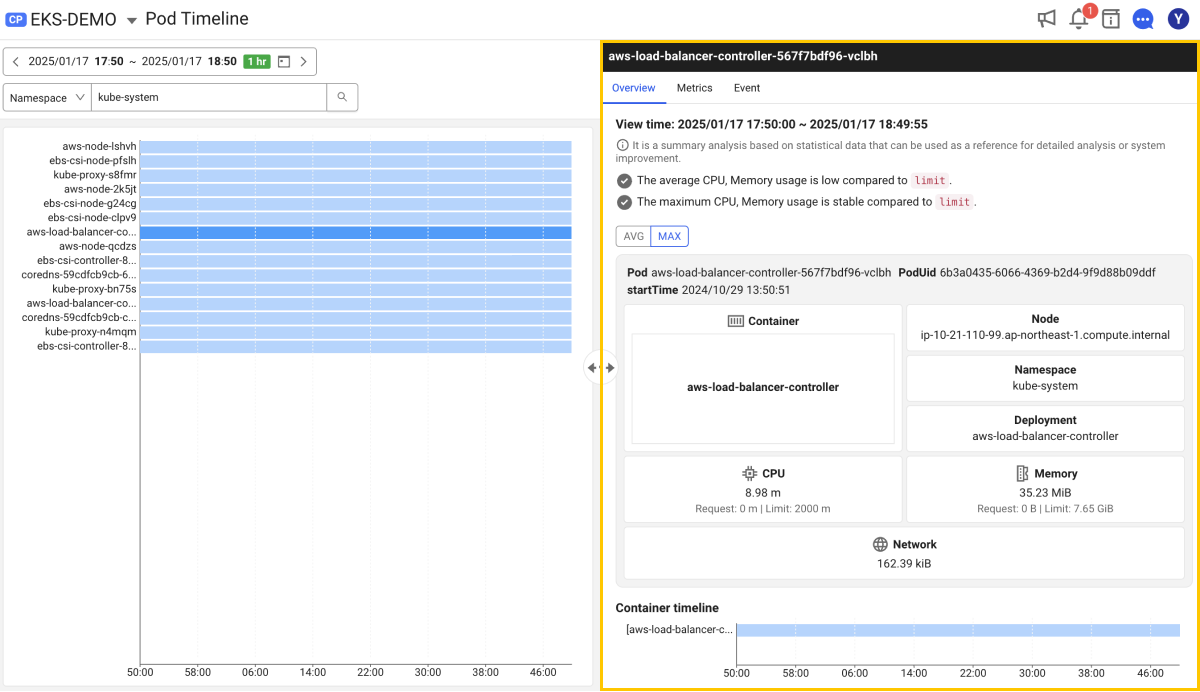 CP EKS-DEMO Pod Timeline
1
Y
2025/01/17 17:50 ~ 2025/01/17 18:50 1 hr
Namespace kube-system
aws-node-lshvh
ebs-csi-node-pfslh
kube-proxy-s8fmr
aws-node-2k5jt
ebs-csi-node-g24cg
ebs-csi-node-clpv9
aws-load-balancer-co...
aws-node-qcdzs
ebs-csi-controller-8...
coredns-59cdfcb9cb-6...
kube-proxy-bn75s
aws-load-balancer-co...
coredns-59cdfcb9cb-c...
kube-proxy-n4mqm
ebs-csi-controller-8...
50:00 58:00 06:00 14:00 22:00 30:00 38:00 46:00
aws-load-balancer-controller-567f7bdf96-vclbh
Overview Metrics Event
View time: 2025/01/17 17:50:00 ~ 2025/01/17 18:49:55
It is a summary analysis based on statistical data that can be used as a reference for detailed analysis or system
improvement.
The average CPU, Memory usage is low compared to limit.
The maximum CPU, Memory usage is stable compared to limit.
AVG MAX
Pod aws-load-balancer-controller-567f7bdf96-vclbh PodUid 6b3a0435-6066-4369-b2d4-9f9d88b09ddf
startTime 2024/10/29 13:50:51
Container
aws-load-balancer-controller
Node
ip-10-21-110-99.ap-northeast-1.compute.internal
Namespace
kube-system
Deployment
aws-load-balancer-controller
CPU
8.98 m
Request: 0 m | Limit: 2000 m
Memory
35.23 MiB
Request: 0 B | Limit: 7.65 GiB
Network
162.39 kiB
Container timeline
[aws-load-balancer-c...
50:00 58:00 06:00 14:00 22:00 30:00 38:00 46:00